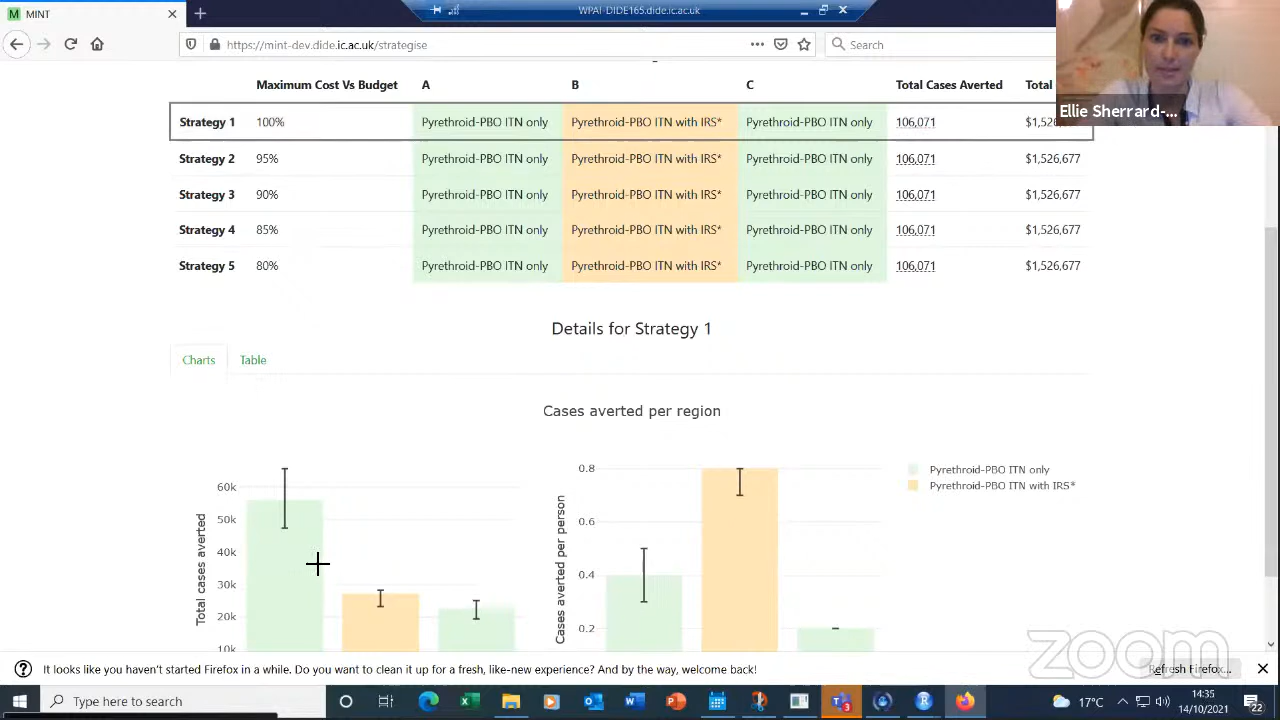 MINT
WPAI-DIDE165.dide.ic.ac.uk
https://mint-dev.dide.ic.ac.uk/strategise
Search
Ellie Sherrard-...
Maximum Cost Vs Budget A B C Total Cases Averted Total
Strategy 1 100% Pyrethroid-PBO ITN only Pyrethroid-PBO ITN with IRS* Pyrethroid-PBO ITN only 106,071 $1,526
Strategy 2 95% Pyrethroid-PBO ITN only Pyrethroid-PBO ITN with IRS* Pyrethroid-PBO ITN only 106,071 $1,526,677
Strategy 3 90% Pyrethroid-PBO ITN only Pyrethroid-PBO ITN with IRS* Pyrethroid-PBO ITN only 106,071 $1,526,677
Strategy 4 85% Pyrethroid-PBO ITN only Pyrethroid-PBO ITN with IRS* Pyrethroid-PBO ITN only 106,071 $1,526,677
Strategy 5 80% Pyrethroid-PBO ITN only Pyrethroid-PBO ITN with IRS* Pyrethroid-PBO ITN only 106,071 $1,526,677
Details for Strategy 1
Charts Table
Cases averted per region
Total cases averted
60k
50k
40k
30k
20k
10k
Cases averted per person
0.8
0.6
0.4
0.2
Pyrethroid-PBO ITN only
Pyrethroid-PBO ITN with IRS*
zoom
It looks like you haven't started Firefox in a while. Do you want to clean it up for a fresh, like-new experience? And by the way, welcome back!
Refresh Firefox...
Type here to search
17°C
14:35
14/10/2021
22